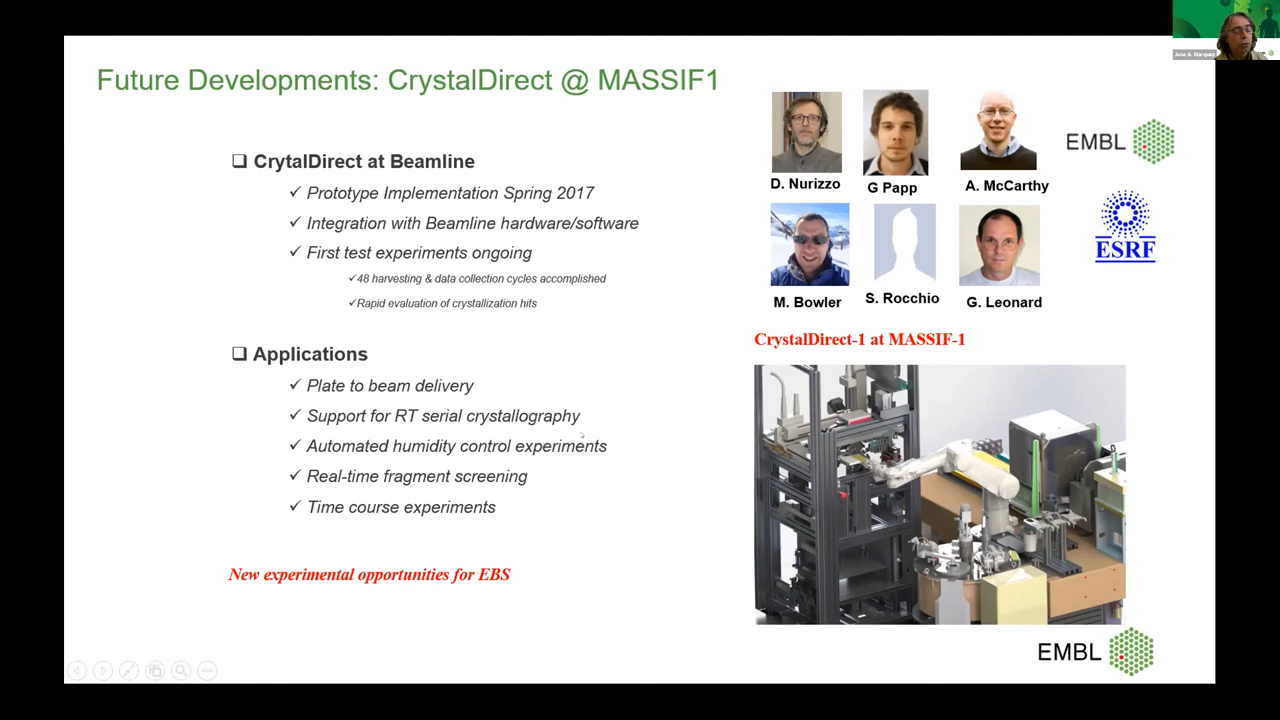 Future Developments: CrystalDirect @ MASSIF1
CrytalDirect at Beamline
Prototype Implementation Spring 2017
Integration with Beamline hardware/software
First test experiments ongoing
48 harvesting & data collection cycles accomplished
Rapid evaluation of crystallization hits
Applications
Plate to beam delivery
Support for RT serial crystallography
Automated humidity control experiments
Real-time fragment screening
Time course experiments
New experimental opportunities for EBS
D. Nurizzo
G Papp
A. McCarthy
M. Bowler
S. Rocchio
G. Leonard
EMBL
ESRF
CrystalDirect-1 at MASSIF-1
EMBL
Jose A. Marquez